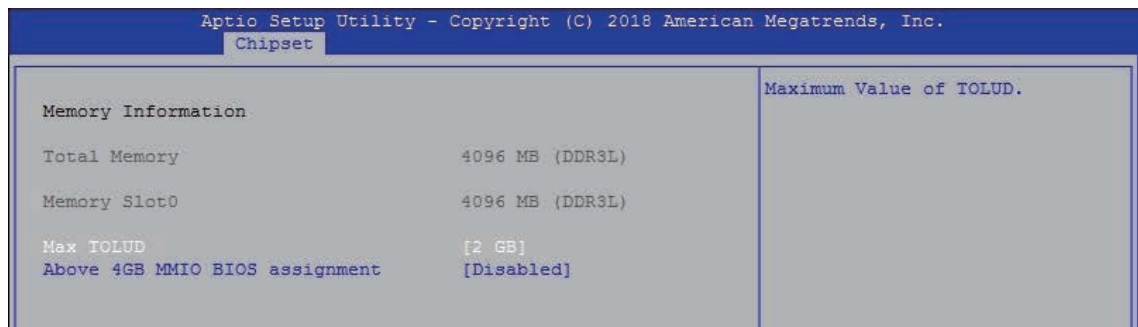 Aptio Setup Utility - Copyright (C) 2018 American Megatrends, Inc.
Chipset
Memory Information
Total Memory 4096 MB (DDR3L)
Memory Slot0 4096 MB (DDR3L)
Max TOLUD [2 GB]
Above 4GB MMIO BIOS assignment [Disabled]
Maximum Value of TOLUD.